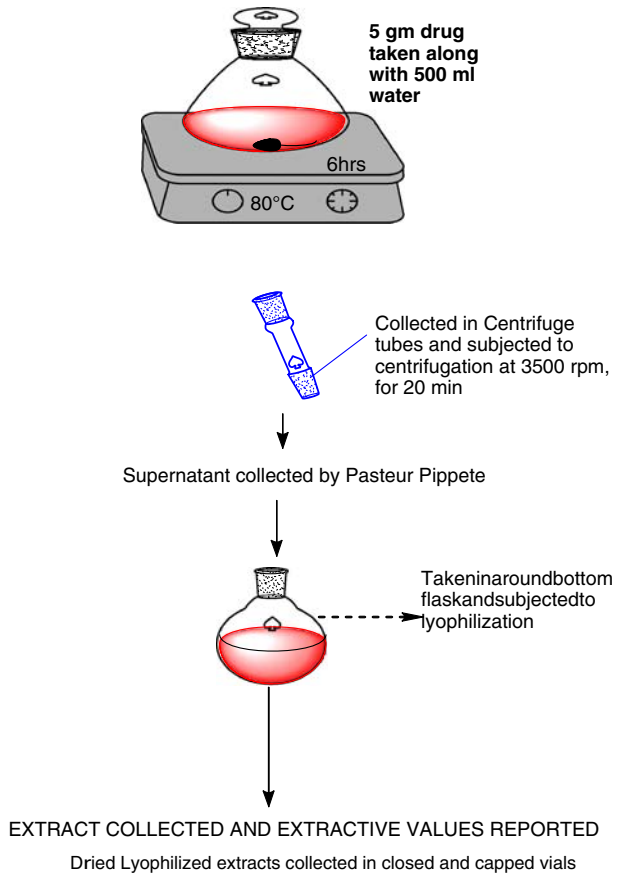 5 gm drug
taken along
with 500 ml
water
6hrs
80°C
Collected in Centrifuge
tubes and subjected to
centrifugation at 3500 rpm,
for 20 min
Supernatant collected by Pasteur Pippete
Takeninaroundbottom
flaskandsubjectedto
lyophilization
EXTRACT COLLECTED AND EXTRACTIVE VALUES REPORTED
Dried Lyophilized extracts collected in closed and capped vials